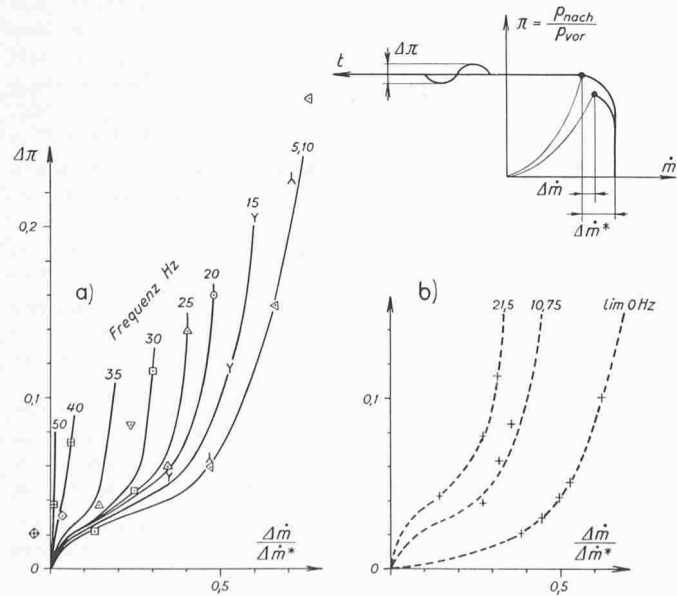 π = p_nach / p_vor
Δπ
t
ṁ
Δṁ
Δṁ*
Δπ
a)
Frequenz Hz
5,10
15
20
25
30
35
40
50
0,2
0,1
0
0,5
Δṁ / Δṁ*
b)
21,5
10,75
lim 0 Hz
0,1
0
0,5
Δṁ / Δṁ*